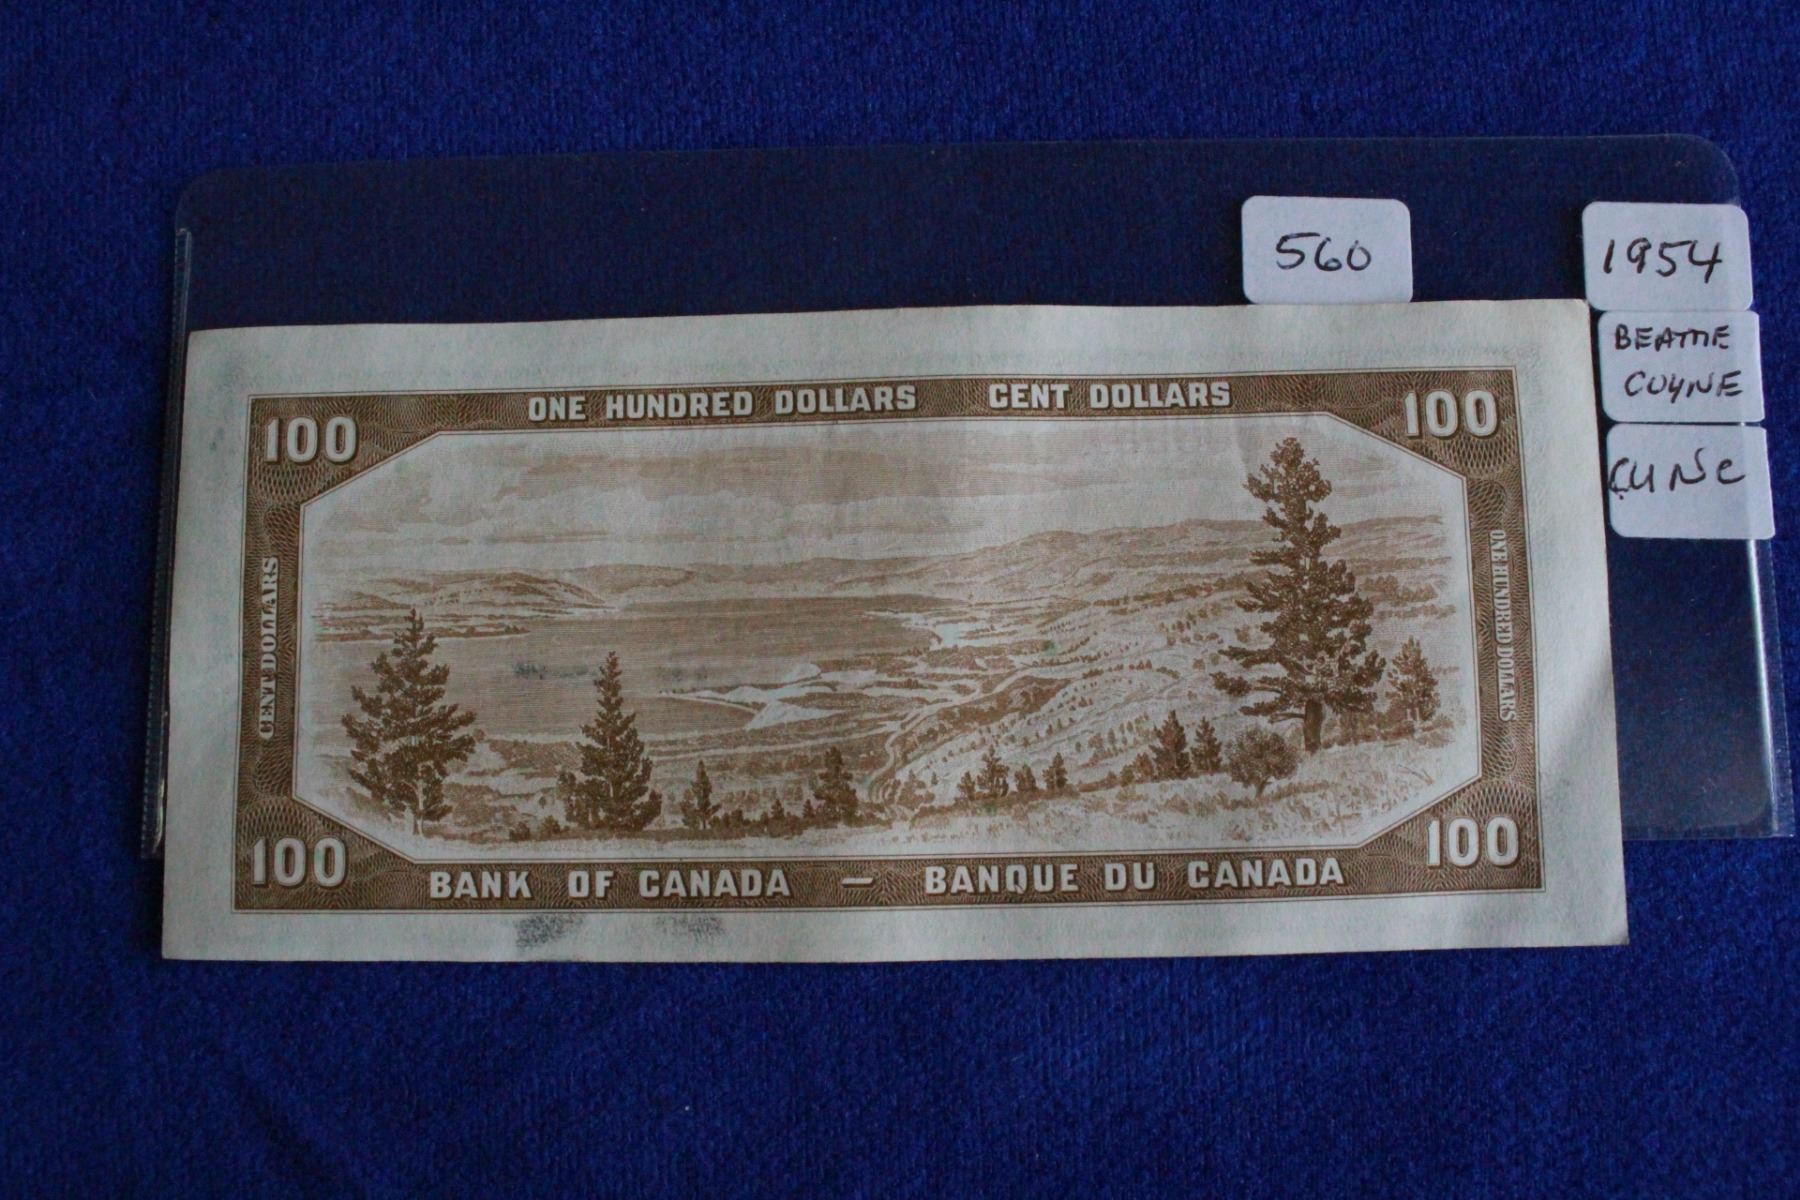 560
1954
BEATTIE
COYNE
CUNC
ONE HUNDRED DOLLARS CENT DOLLARS
100 100
CENT DOLLARS
ONE HUNDRED DOLLARS
100 100
BANK OF CANADA — BANQUE DU CANADA